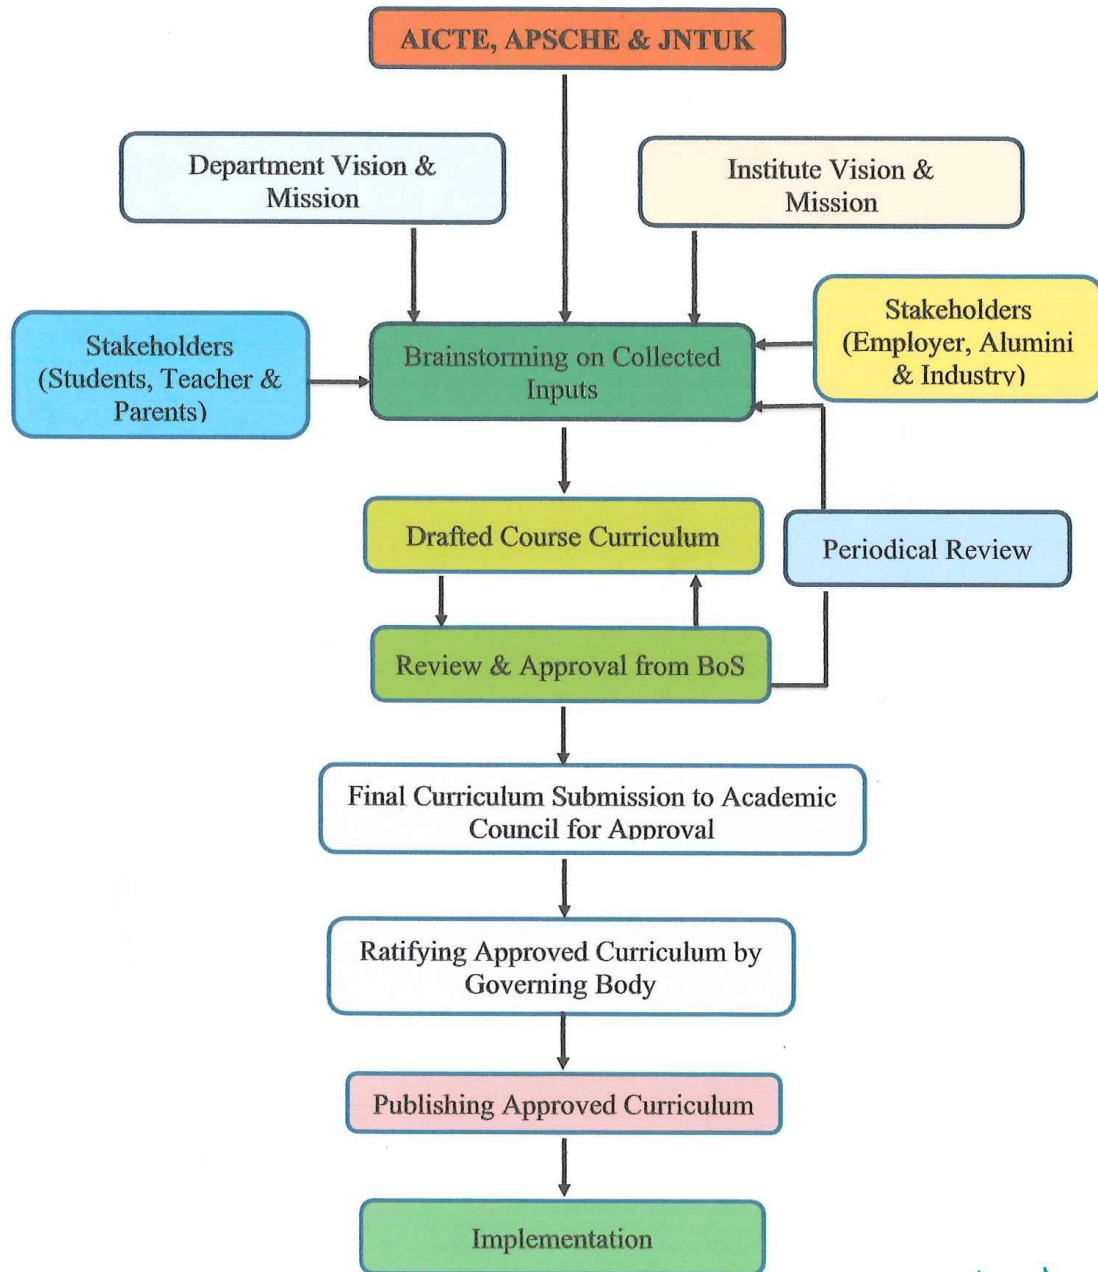 AICTE, APSCHE & JNTUK
Department Vision &
Mission
Institute Vision &
Mission
Stakeholders
(Students, Teacher &
Parents)
Brainstorming on Collected
Inputs
Stakeholders
(Employer, Alumini
& Industry)
Drafted Course Curriculum
Periodical Review
Review & Approval from BoS
Final Curriculum Submission to Academic
Council for Approval
Ratifying Approved Curriculum by
Governing Body
Publishing Approved Curriculum
Implementation